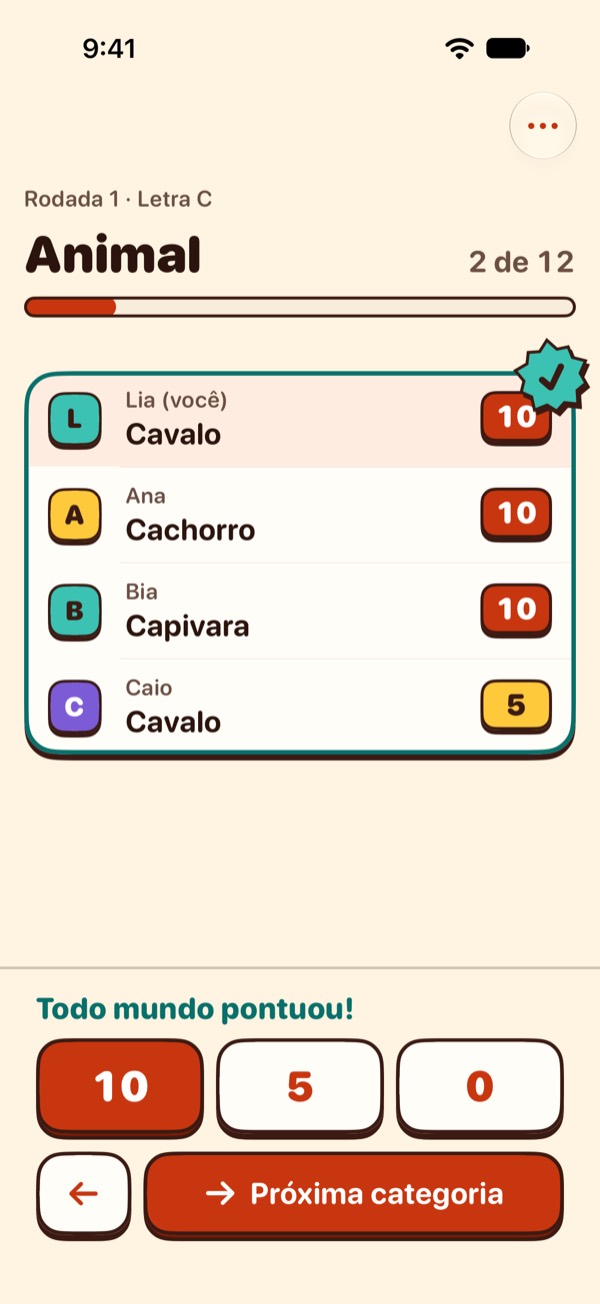 9:41
Rodada 1 · Letra C
Animal
2 de 12
L
Lia (você)
Cavalo
10
A
Ana
Cachorro
10
B
Bia
Capivara
10
C
Caio
Cavalo
5
Todo mundo pontuou!
10
5
0
Próxima categoria